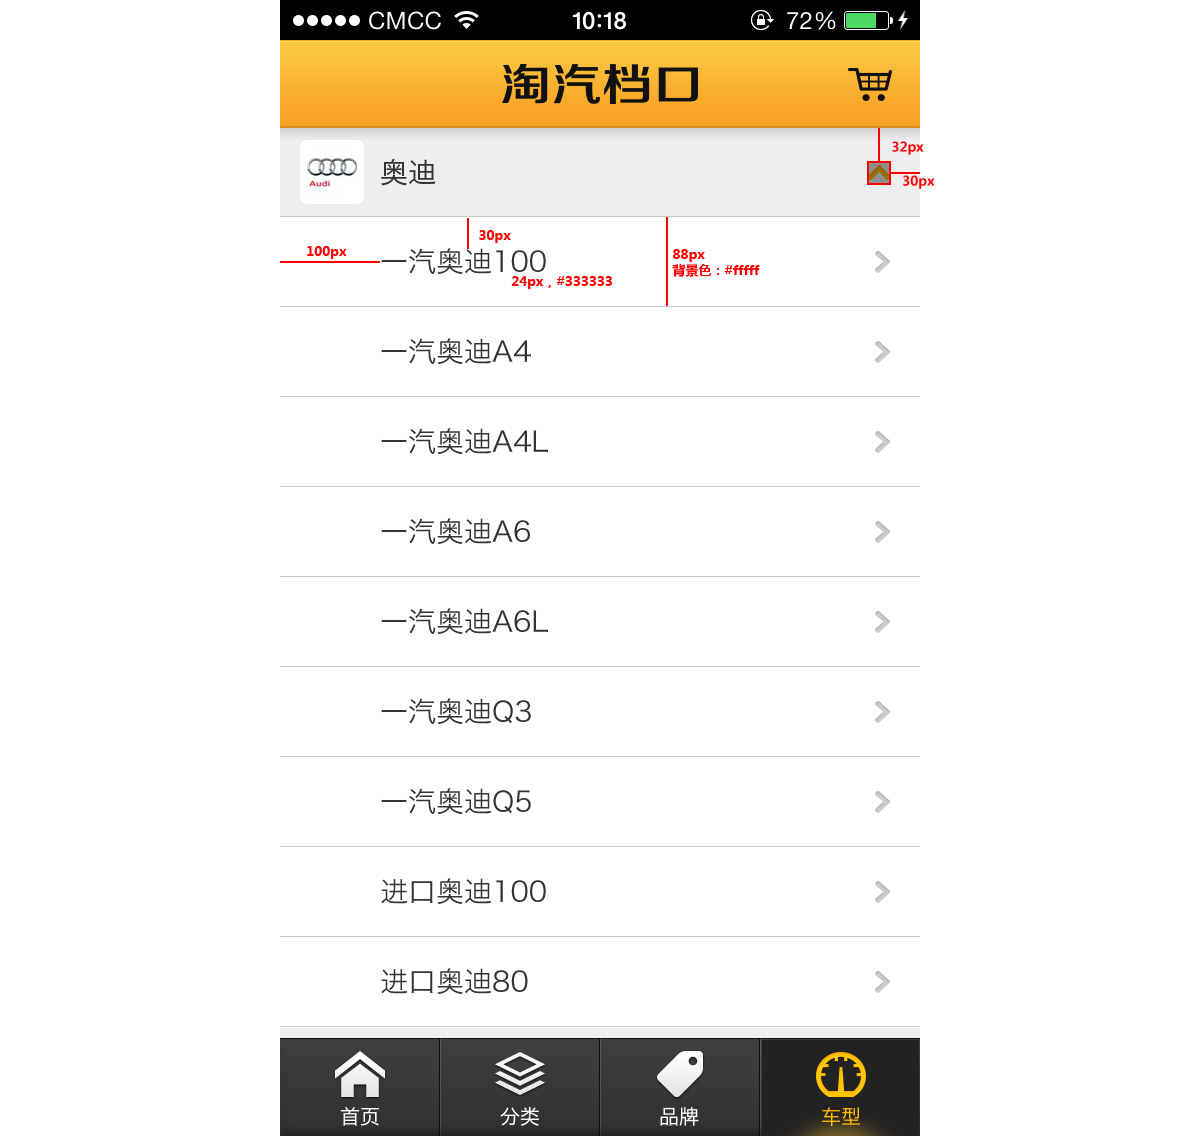 CMCC 10:18 72%
淘汽档口
32px
Audi 奥迪
30px
30px
100px
一汽奥迪100
88px
背景色：#fffff
24px，#333333
一汽奥迪A4
一汽奥迪A4L
一汽奥迪A6
一汽奥迪A6L
一汽奥迪Q3
一汽奥迪Q5
进口奥迪100
进口奥迪80
首页 分类 品牌 车型